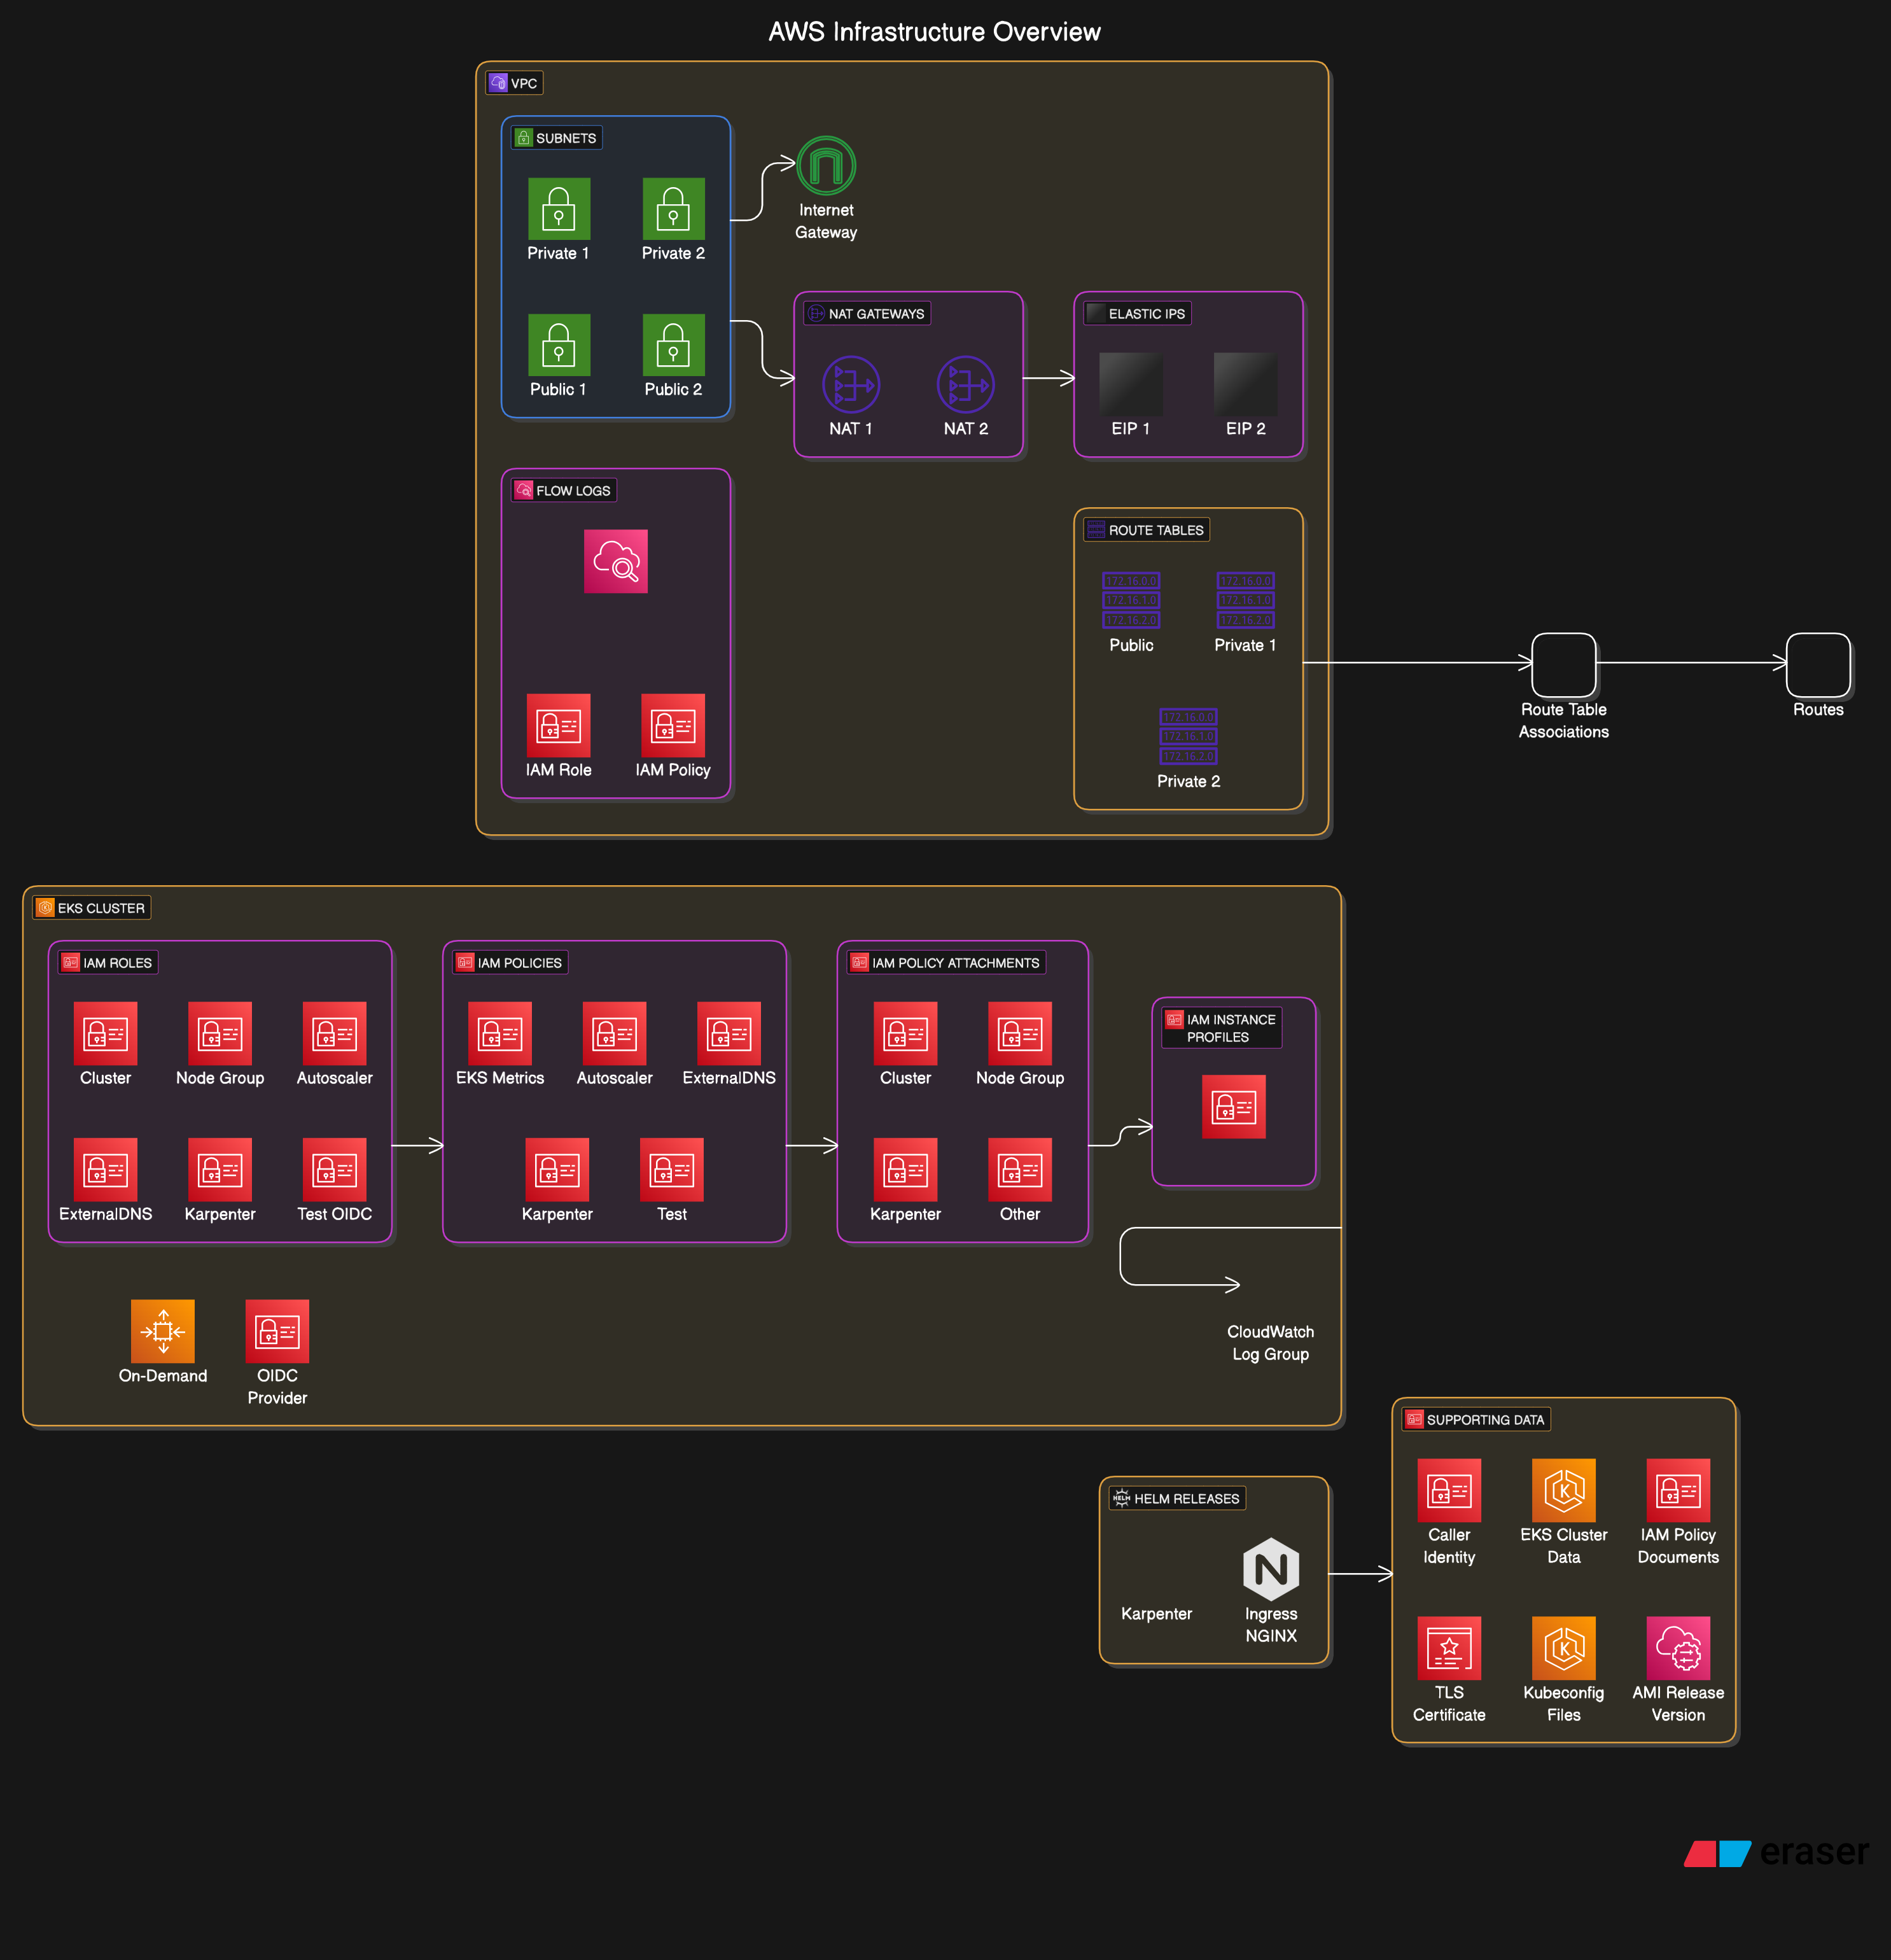 AWS Infrastructure Overview
VPC
SUBNETS
Private 1
Private 2
Public 1
Public 2
Internet
Gateway
NAT GATEWAYS
NAT 1
NAT 2
ELASTIC IPS
EIP 1
EIP 2
FLOW LOGS
IAM Role
IAM Policy
ROUTE TABLES
172.16.0.0
172.16.1.0
172.16.2.0
Public
172.16.0.0
172.16.1.0
172.16.2.0
Private 1
172.16.0.0
172.16.1.0
172.16.2.0
Private 2
Route Table
Associations
Routes
EKS CLUSTER
IAM ROLES
Cluster
Node Group
Autoscaler
ExternalDNS
Karpenter
Test OIDC
IAM POLICIES
EKS Metrics
Autoscaler
ExternalDNS
Karpenter
Test
IAM POLICY ATTACHMENTS
Cluster
Node Group
Karpenter
Other
IAM INSTANCE
PROFILES
On-Demand
OIDC
Provider
CloudWatch
Log Group
HELM RELEASES
Karpenter
Ingress
NGINX
SUPPORTING DATA
Caller
Identity
EKS Cluster
Data
IAM Policy
Documents
TLS
Certificate
Kubeconfig
Files
AMI Release
Version
eraser